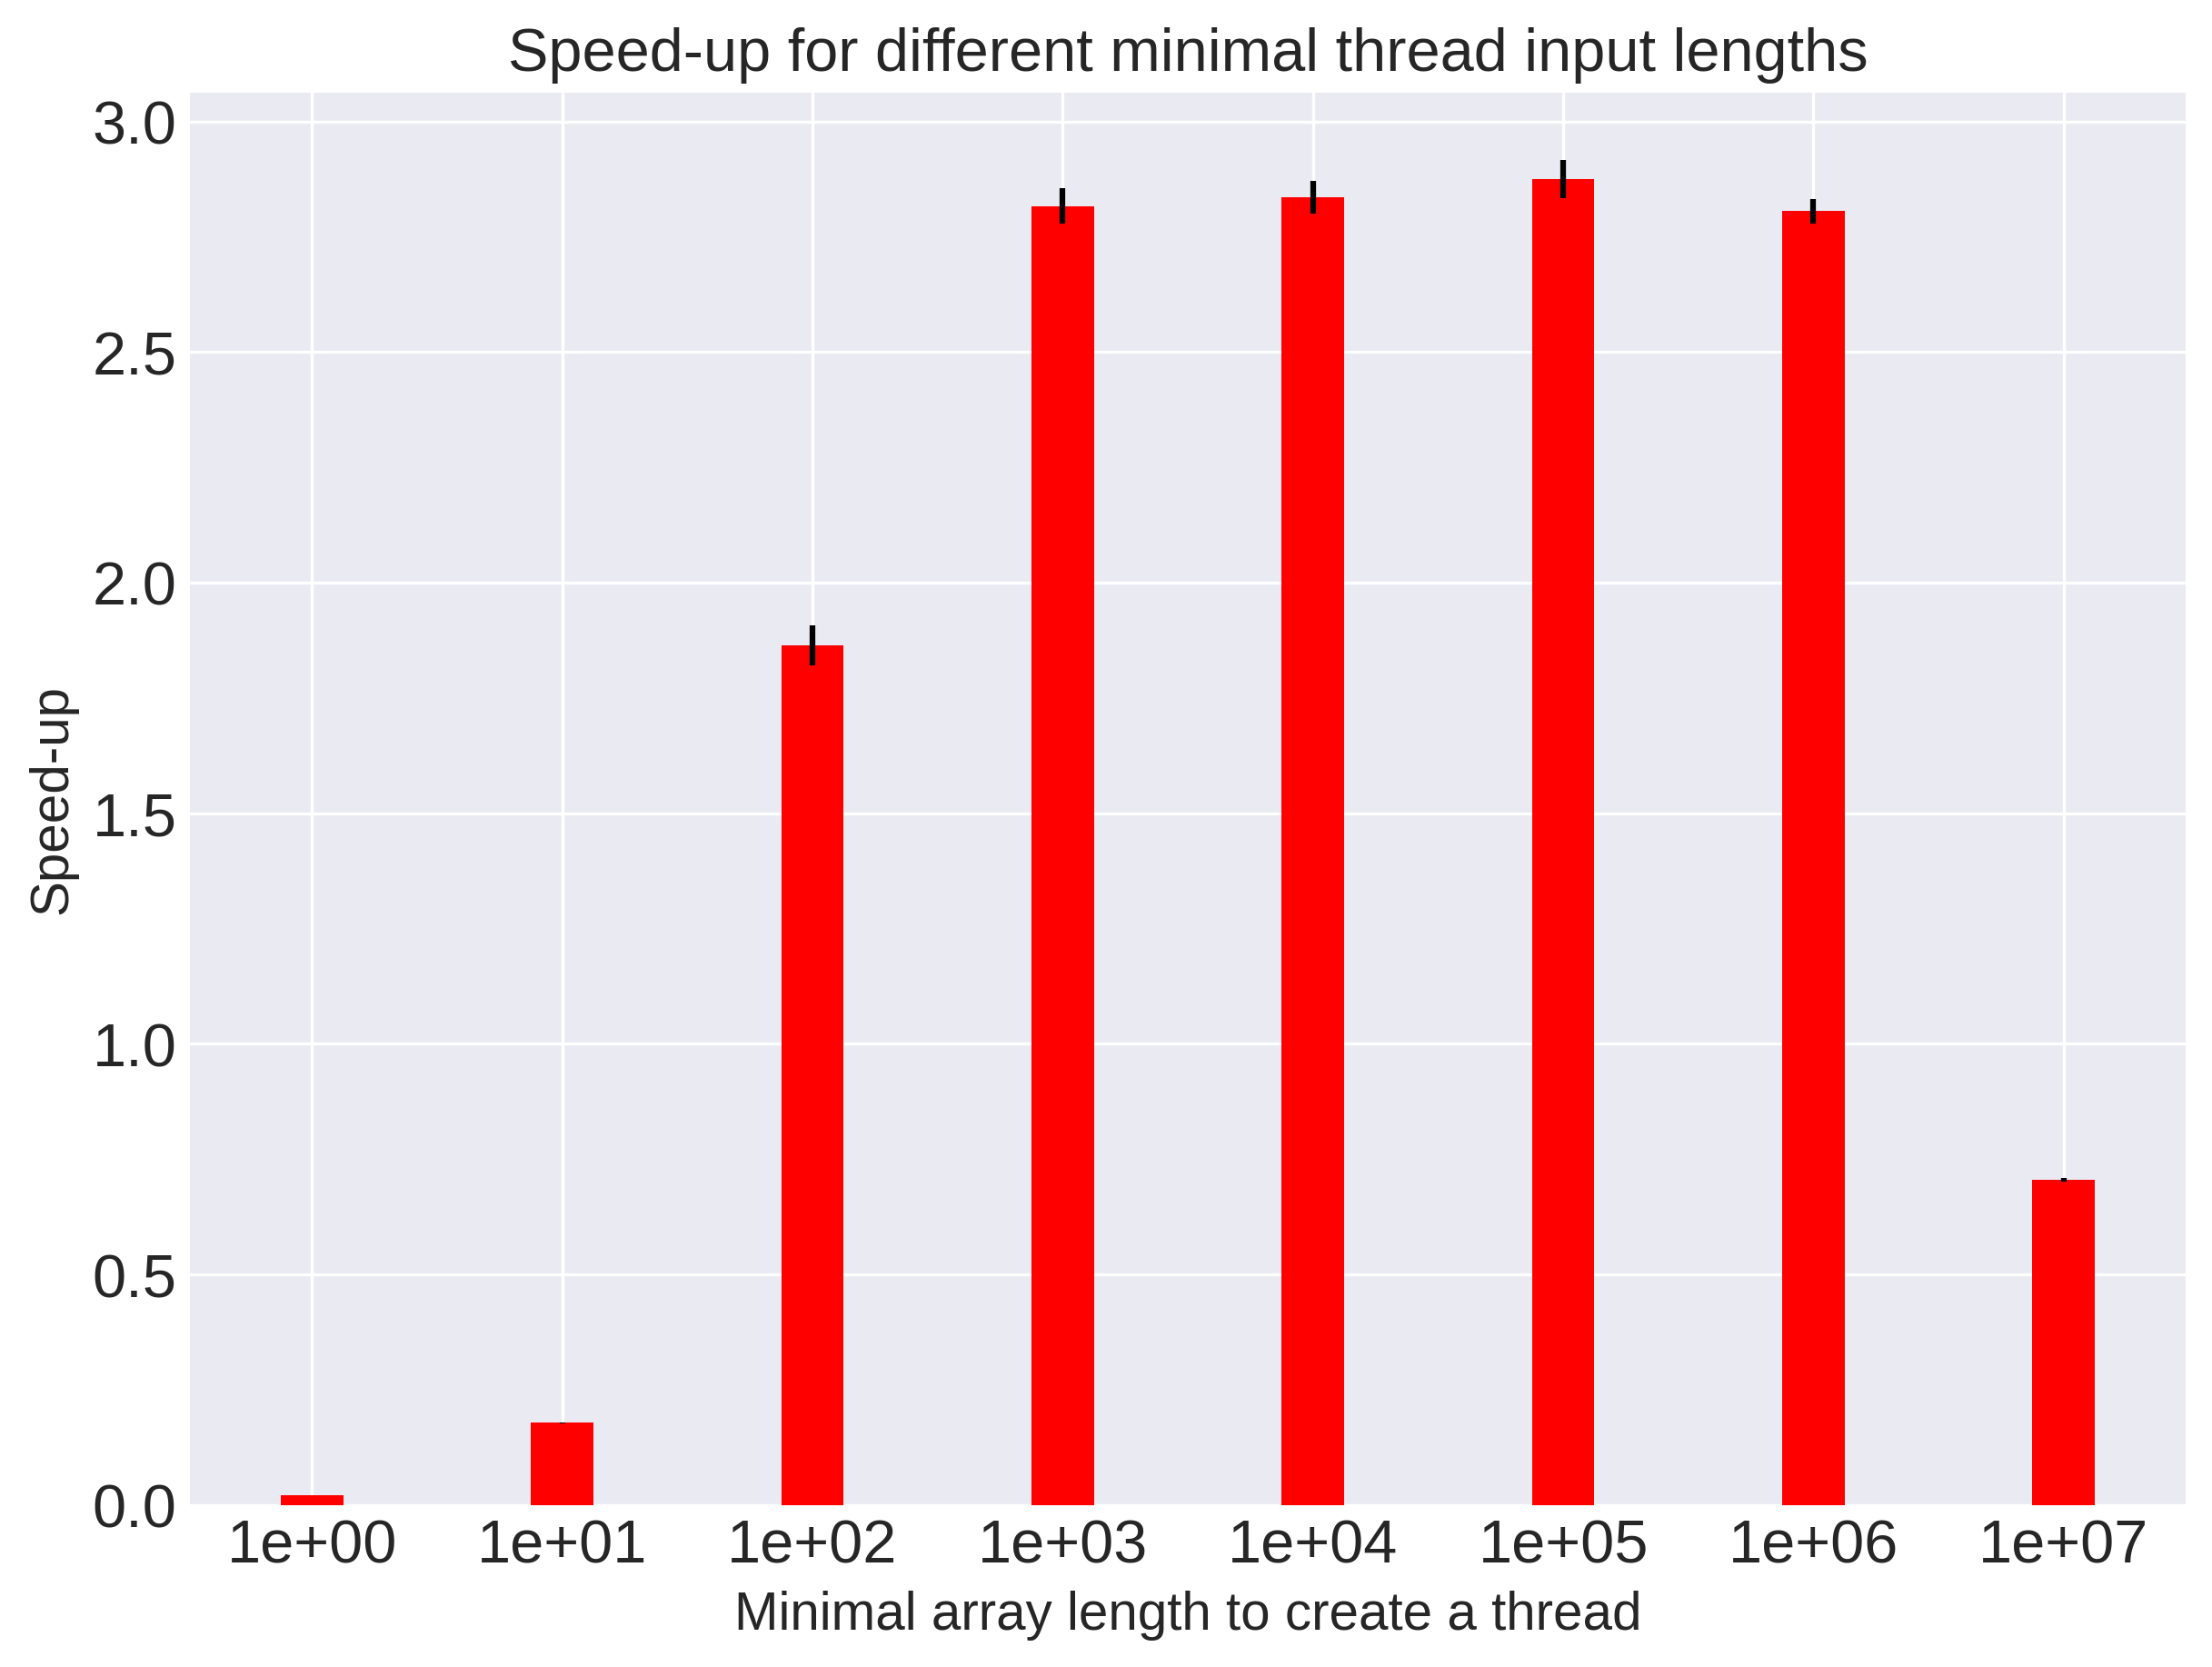 Speed-up for different minimal thread input lengths
3.0
2.5
2.0
1.5
1.0
0.5
0.0
Speed-up
1e+00 1e+01 1e+02 1e+03 1e+04 1e+05 1e+06 1e+07
Minimal array length to create a thread